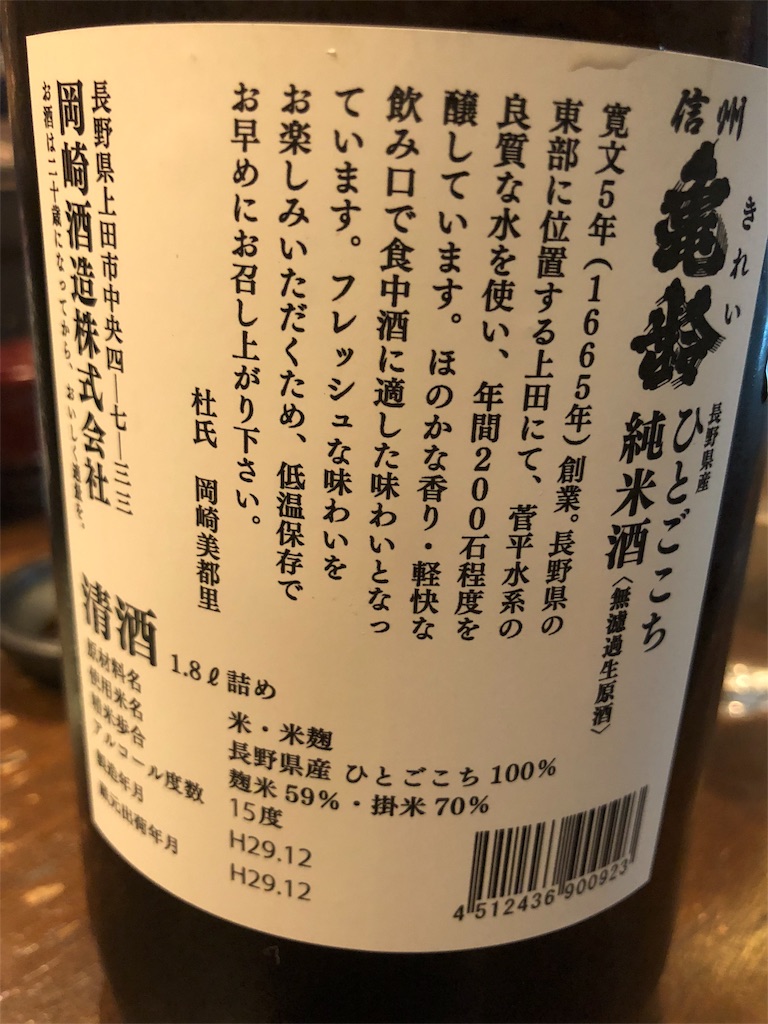 信州
亀齢
きれい
長野県産
ひとごこち
純米酒〈無濾過生原酒〉
寛文5年(1665年)創業。長野県の
東部に位置する上田にて、菅平水系の
良質な水を使い、年間200石程度を
醸しています。ほのかな香り・軽快な
飲み口で食中酒に適した味わいとなっ
ています。フレッシュな味わいを
お楽しみいただくため、低温保存で
お早めにお召し上がり下さい。
杜氏 岡崎美都里
長野県上田市中央四―七―三三
岡崎酒造株式会社
お酒は二十歳になってから、おいしく適量を。
清酒 1.8ℓ詰め
原材料名 米・米麹
使用米名 長野県産 ひとごこち 100%
精米歩合 麹米 59%・掛米 70%
アルコール度数 15度
製造年月 H29.12
蔵元出荷年月 H29.12
4 512436 900923